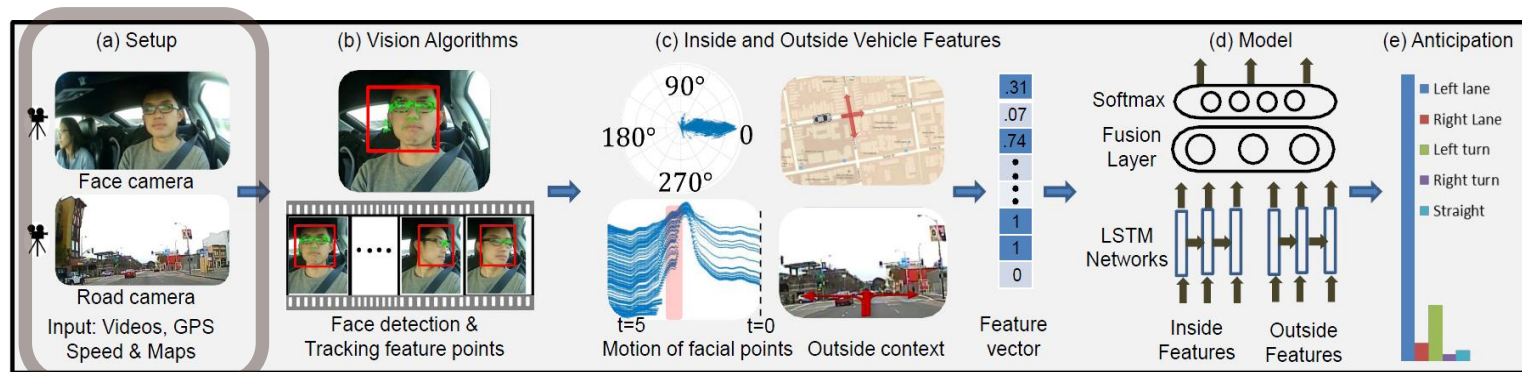 (a) Setup
Face camera
Road camera
Input: Videos, GPS
Speed & Maps
(b) Vision Algorithms
Face detection &
Tracking feature points
(c) Inside and Outside Vehicle Features
90°
180°
0
270°
t=5
t=0
Motion of facial points
Outside context
.31
.07
.74
1
1
0
Feature
vector
(d) Model
Softmax
Fusion
Layer
LSTM
Networks
Inside
Features
Outside
Features
(e) Anticipation
Left lane
Right Lane
Left turn
Right turn
Straight